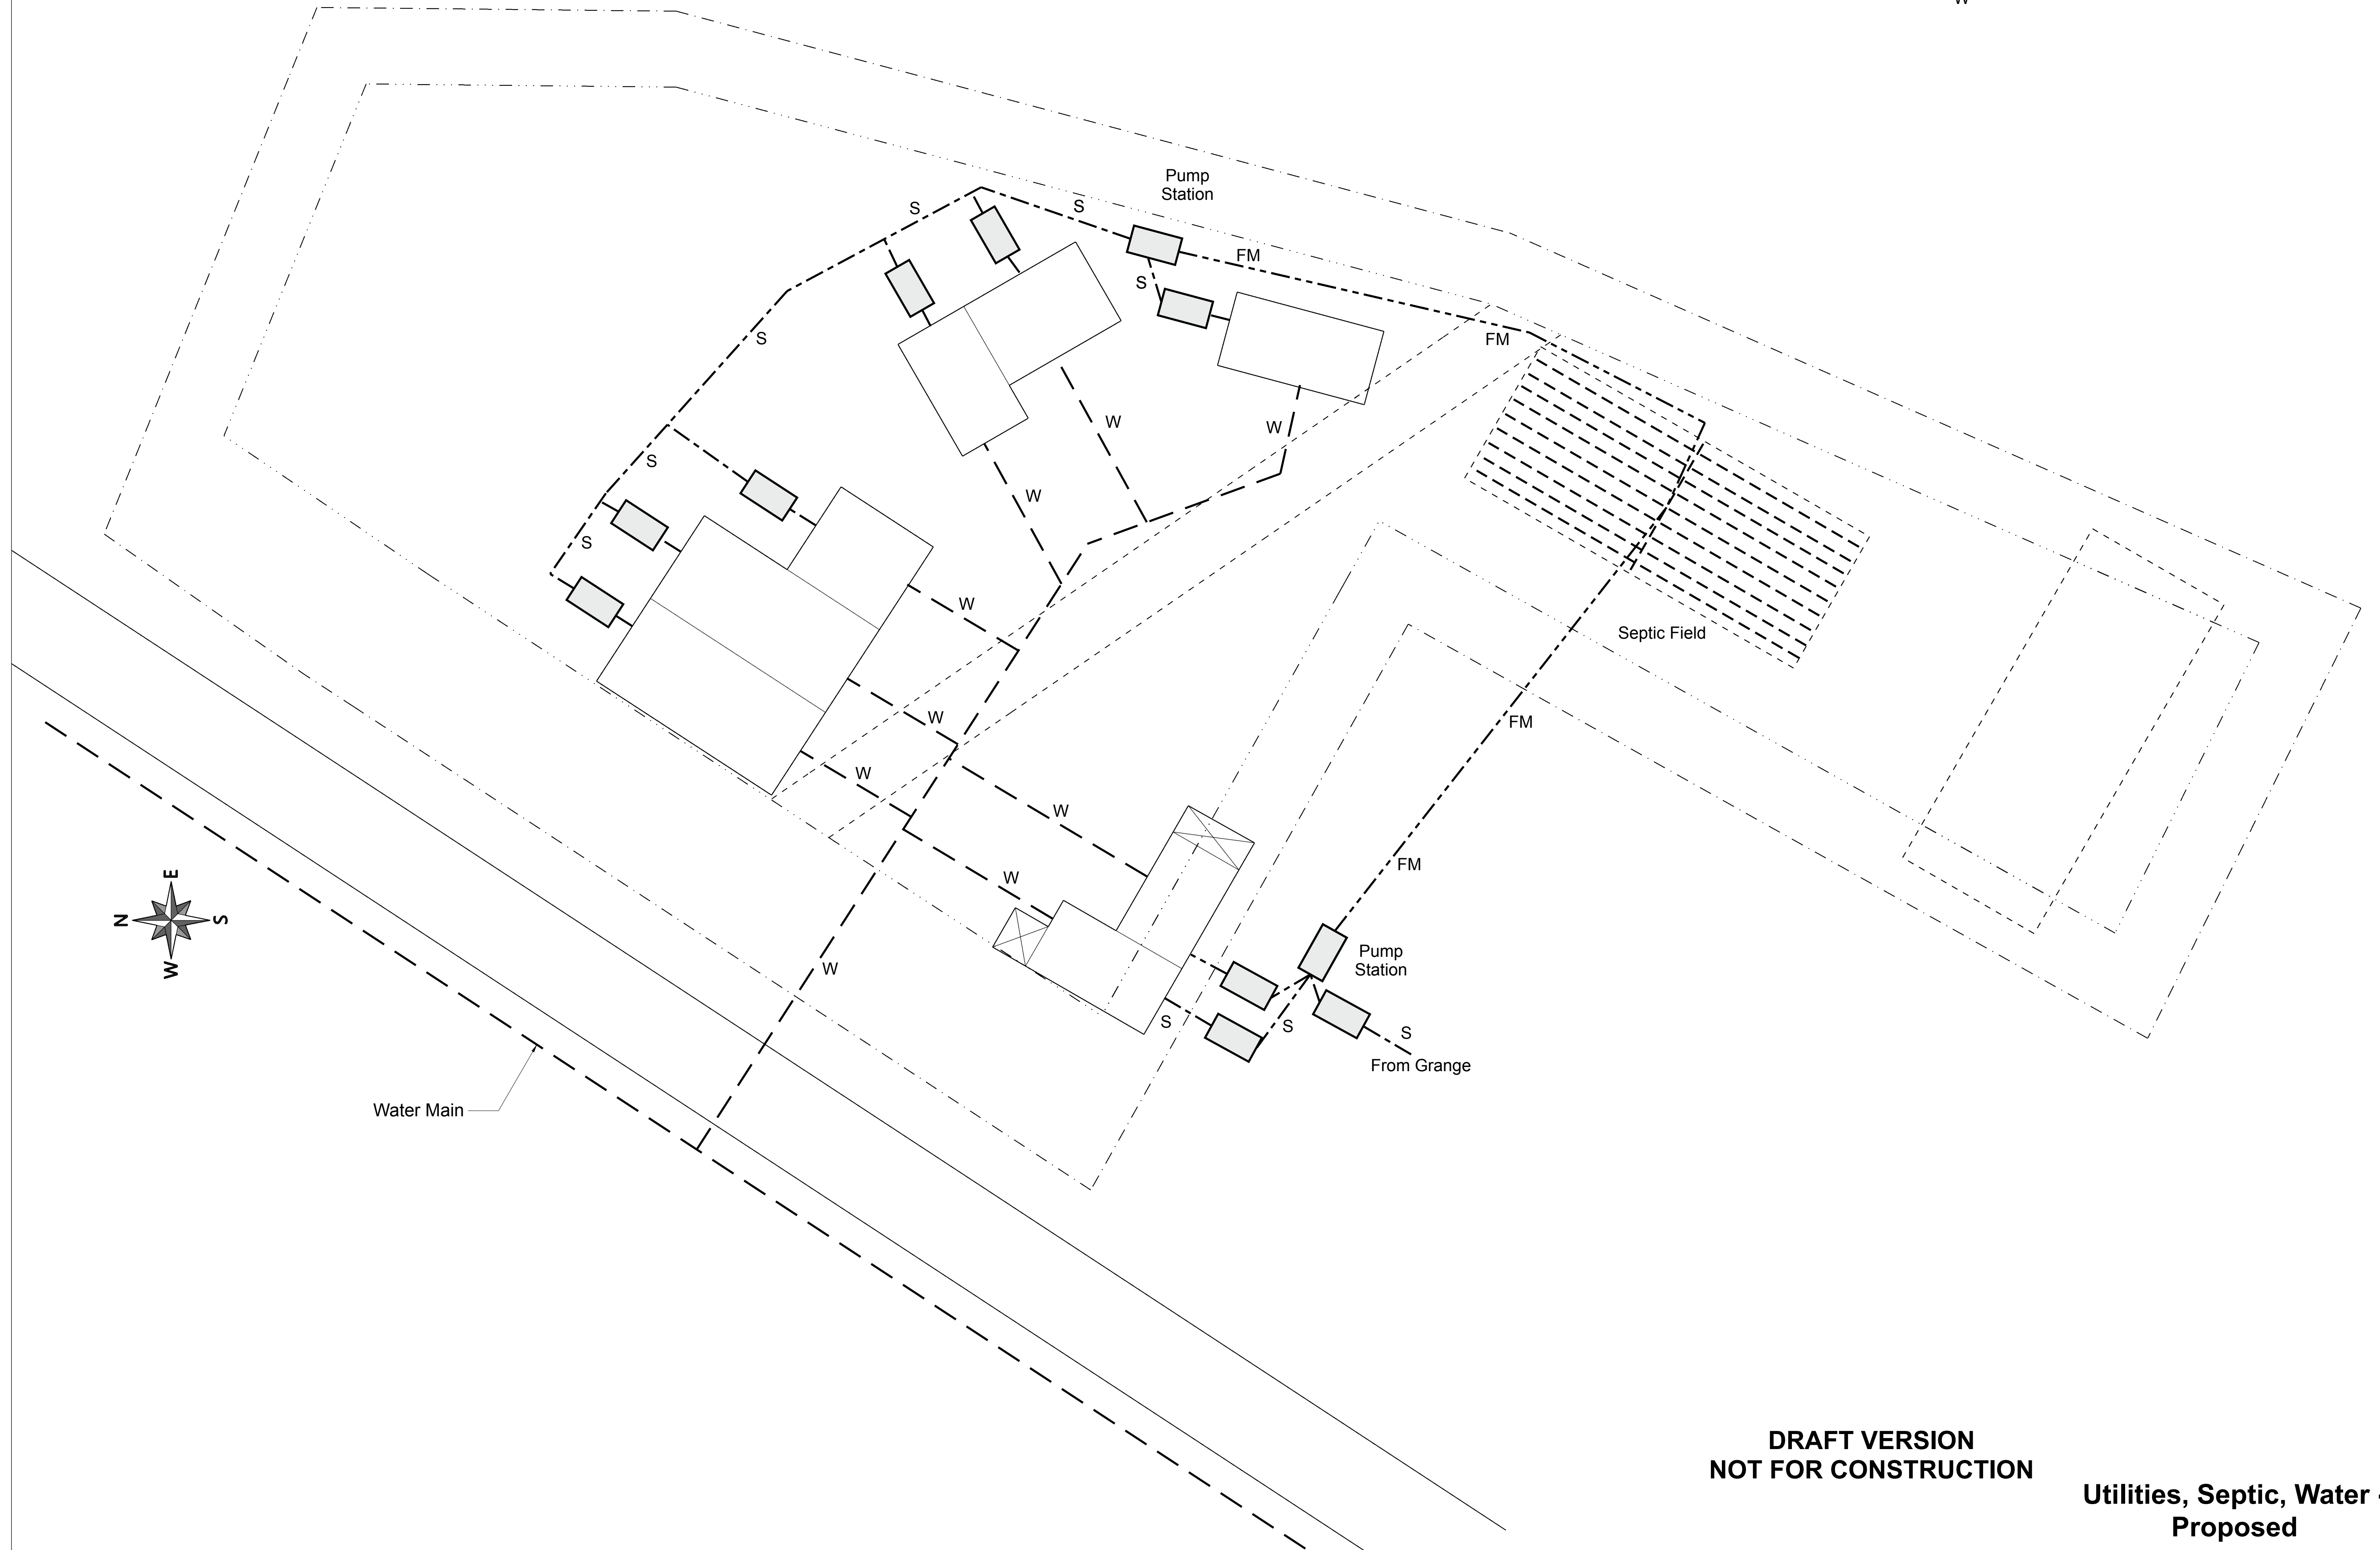 W
Pump
Station
S
S
FM
S
FM
S
W
W
S
W
S
W
Septic Field
W
FM
W
W
FM
W
E
N
S
W
W
Pump
Station
S
S
S
From Grange
Water Main
DRAFT VERSION
NOT FOR CONSTRUCTION
Utilities, Septic, Water -
Proposed